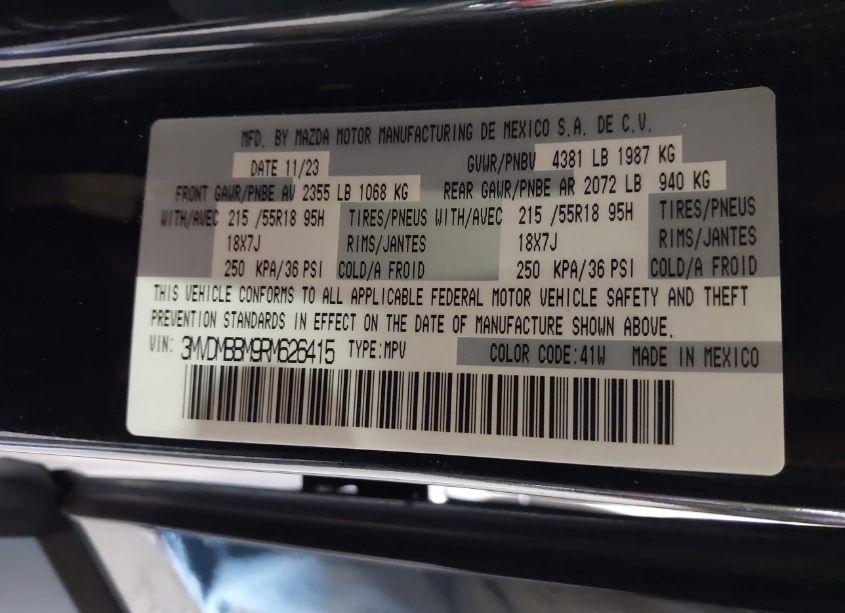 MFD. BY MAZDA MOTOR MANUFACTURING DE MEXICO S.A. DE C.V.
DATE 11/23 GVWR/PNBV 4381 LB 1987 KG
FRONT GAWR/PNBE AV 2355 LB 1068 KG REAR GAWR/PNBE AR 2072 LB 940 KG
WITH/AVEC 215 /55R18 95H TIRES/PNEUS WITH/AVEC 215 /55R18 95H TIRES/PNEUS
18X7J RIMS/JANTES 18X7J RIMS/JANTES
250 KPA/36 PSI COLD/A FROID 250 KPA/36 PSI COLD/A FROID
THIS VEHICLE CONFORMS TO ALL APPLICABLE FEDERAL MOTOR VEHICLE SAFETY AND THEFT
PREVENTION STANDARDS IN EFFECT ON THE DATE OF MANUFACTURE SHOWN ABOVE.
VIN: 3MVDMBBM9RM626415 TYPE:MPV COLOR CODE:41W MADE IN MEXICO